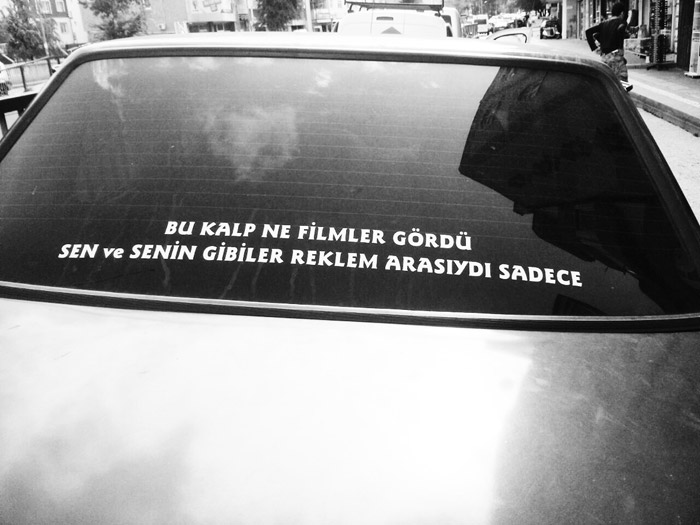 BU KALP NE FİLMLER GÖRDÜ
SEN ve SENİN GİBİLER REKLEM ARASIYDI SADECE